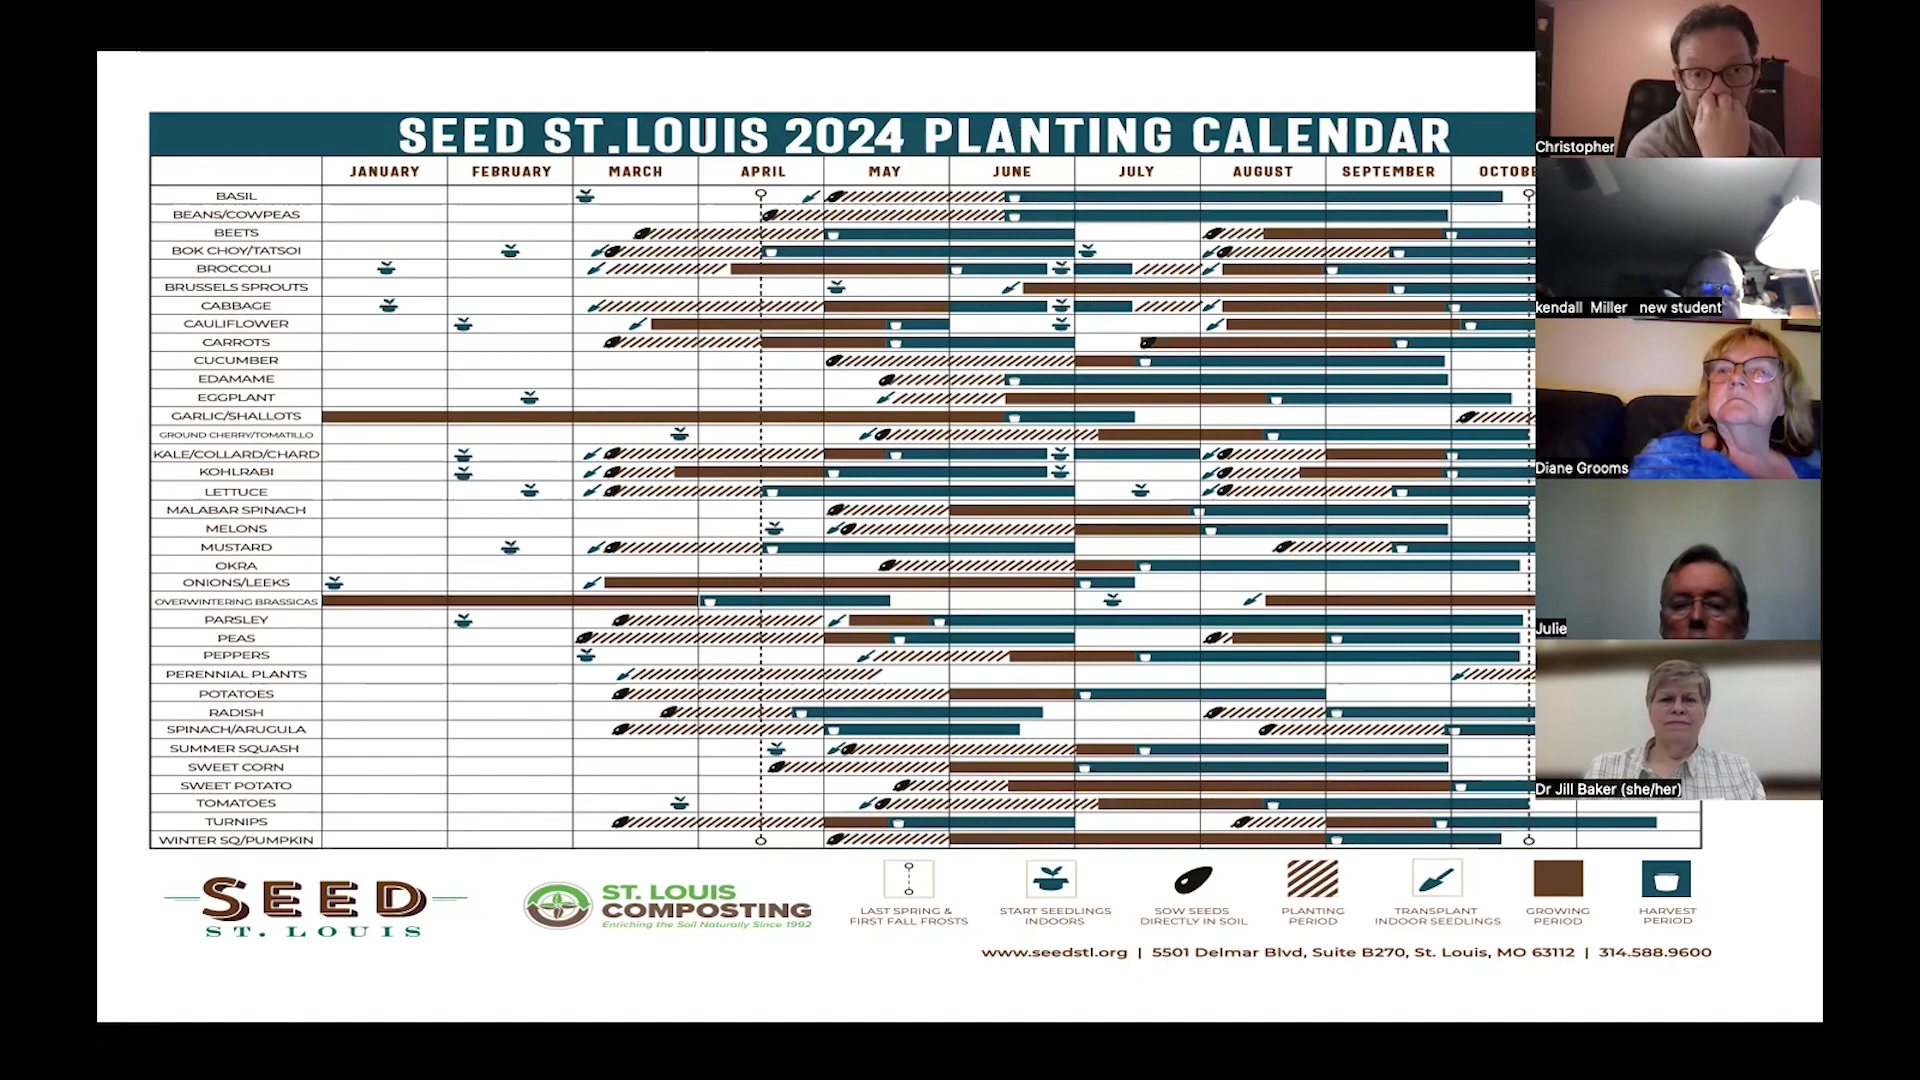 SEED ST.LOUIS 2024 PLANTING CALENDAR
JANUARY FEBRUARY MARCH APRIL MAY JUNE JULY AUGUST SEPTEMBER OCTOBE
BASIL
BEANS/COWPEAS
BEETS
BOK CHOY/TATSOI
BROCCOLI
BRUSSELS SPROUTS
CABBAGE
CAULIFLOWER
CARROTS
CUCUMBER
EDAMAME
EGGPLANT
GARLIC/SHALLOTS
GROUND CHERRY/TOMATILLO
KALE/COLLARD/CHARD
KOHLRABI
LETTUCE
MALABAR SPINACH
MELONS
MUSTARD
OKRA
ONIONS/LEEKS
OVERWINTERING BRASSICAS
PARSLEY
PEAS
PEPPERS
PERENNIAL PLANTS
POTATOES
RADISH
SPINACH/ARUGULA
SUMMER SQUASH
SWEET CORN
SWEET POTATO
TOMATOES
TURNIPS
WINTER SQ/PUMPKIN
Christopher
kendall Miller new student
Diane Grooms
Julie
Dr Jill Baker (she/her)
SEED
ST. LOUIS
ST. LOUIS
COMPOSTING
Enriching the Soil Naturally Since 1992
LAST SPRING &
FIRST FALL FROSTS
START SEEDLINGS
INDOORS
SOW SEEDS
DIRECTLY IN SOIL
PLANTING
PERIOD
TRANSPLANT
INDOOR SEEDLINGS
GROWING
PERIOD
HARVEST
PERIOD
www.seedstl.org | 5501 Delmar Blvd, Suite B270, St. Louis, MO 63112 | 314.588.9600